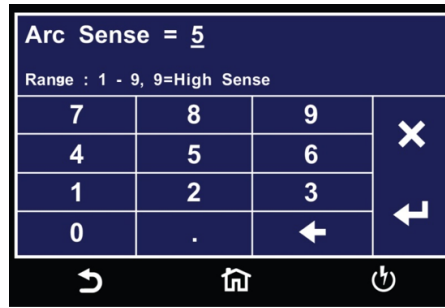 Arc Sense = 5
Range : 1 - 9, 9=High Sense
7 8 9
4 5 6
1 2 3
0 .